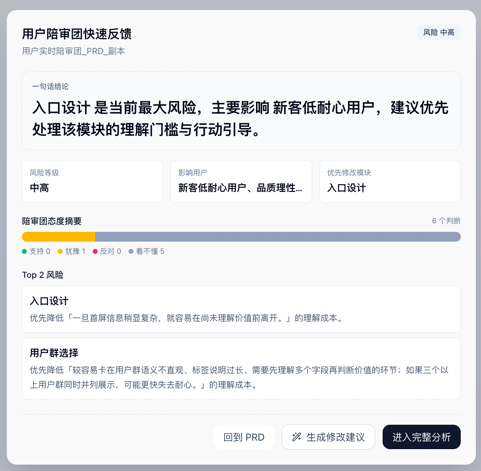 用户陪审团快速反馈
风险 中高
用户实时陪审团_PRD_副本
一句话结论
入口设计 是当前最大风险，主要影响 新客低耐心用户，建议优先
处理该模块的理解门槛与行动引导。
风险等级
中高
影响用户
新客低耐心用户、品质理性...
优先修改模块
入口设计
陪审团态度摘要
6 个判断
支持 0
犹豫 1
反对 0
看不懂 5
Top 2 风险
入口设计
优先降低「一旦首屏信息稍显复杂，就容易在尚未理解价值前离开。」的理解成本。
用户群选择
优先降低「较容易卡在用户群语义不直观、标签说明过长、需要先理解多个字段再判断价值的环节；如果三个以
上用户群同时并列展示，可能更快失去耐心。」的理解成本。
回到 PRD
生成修改建议
进入完整分析